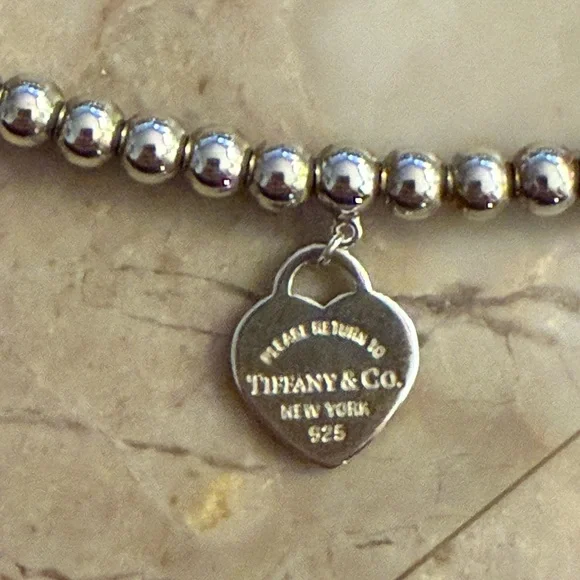 PLEASE RETURN TO
TIFFANY & CO.
NEW YORK
925